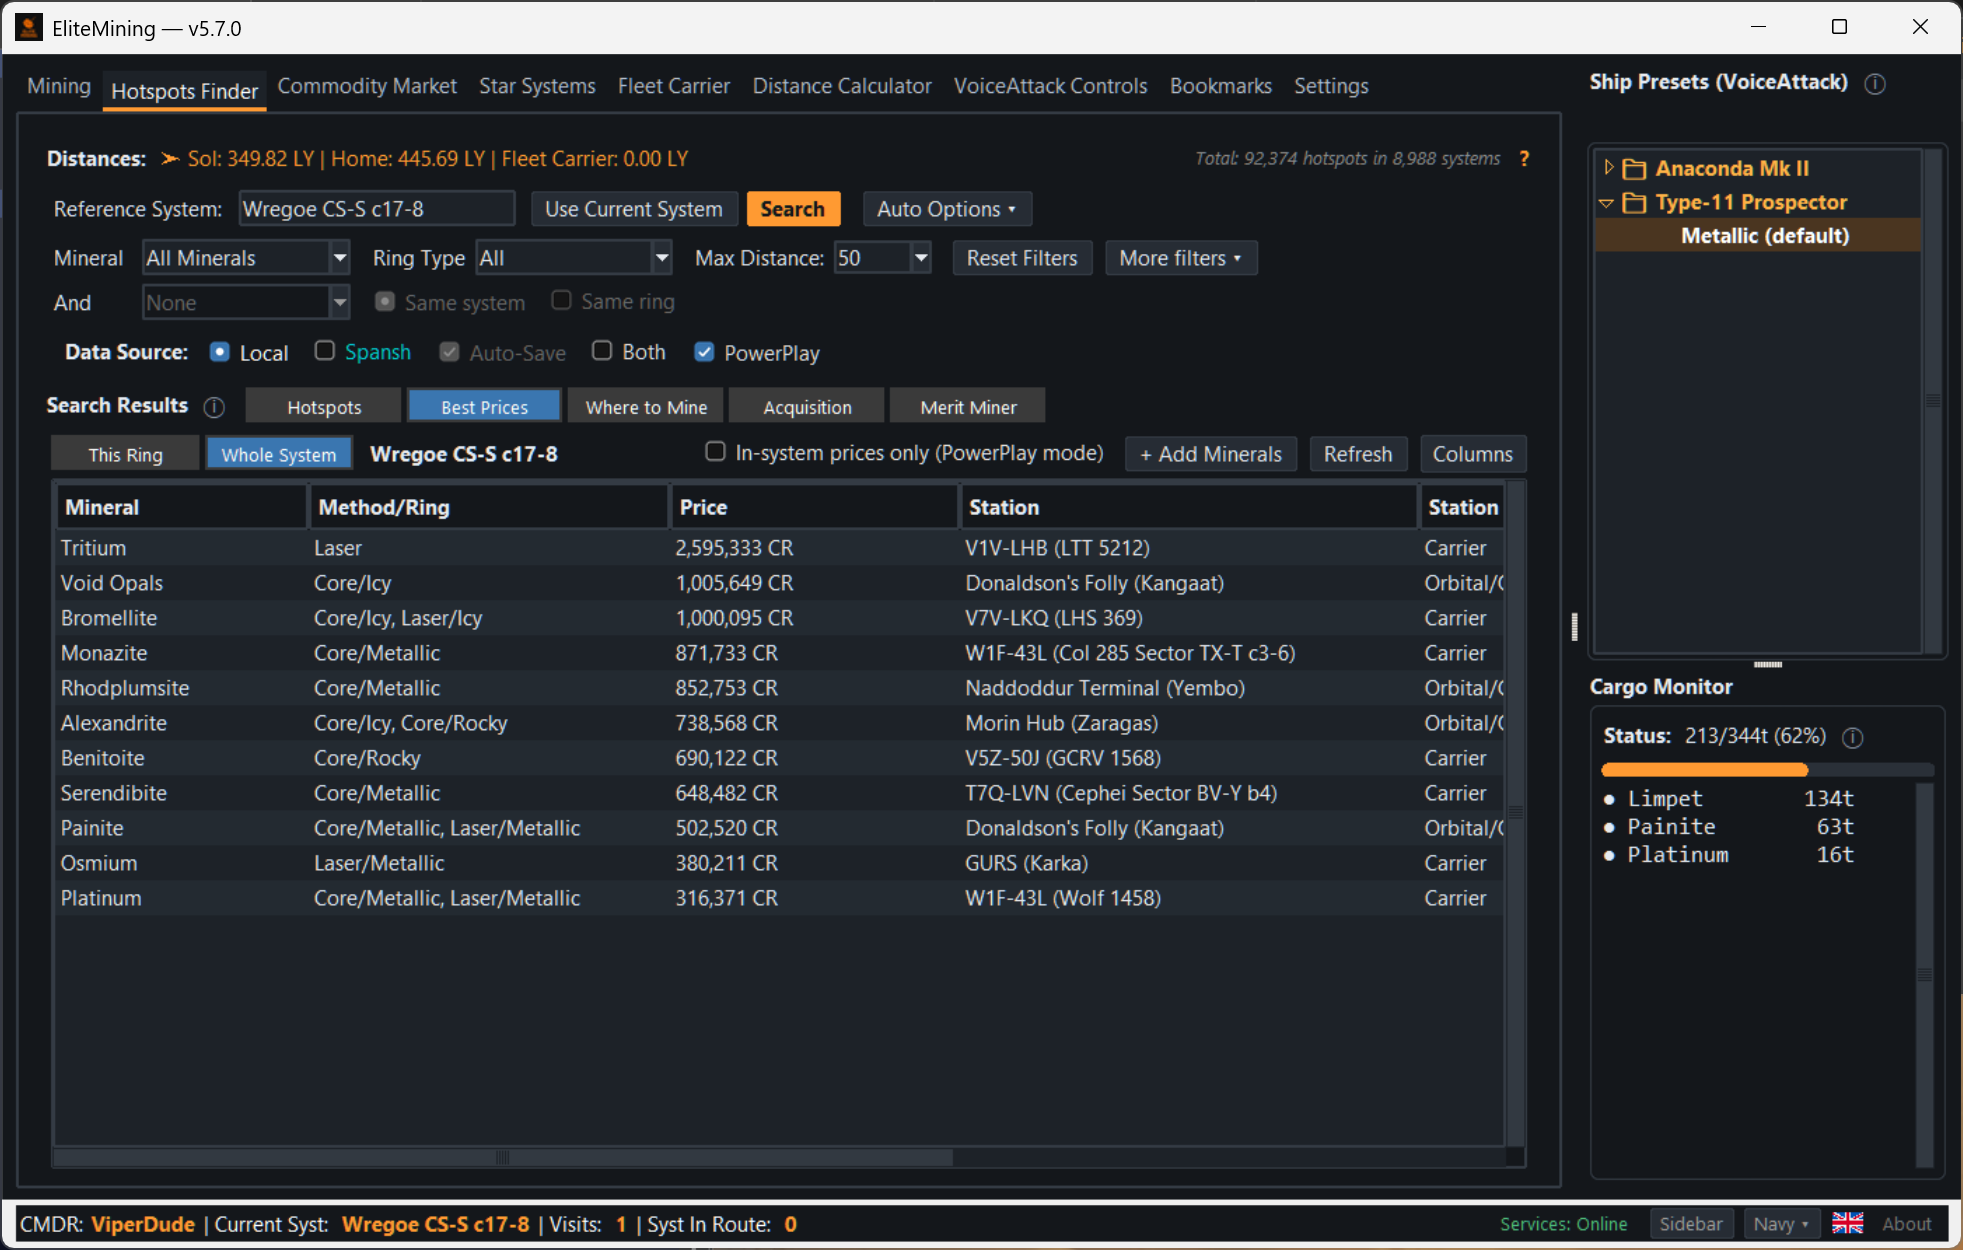 EliteMining — v5.7.0
Mining Hotspots Finder Commodity Market Star Systems Fleet Carrier Distance Calculator VoiceAttack Controls Bookmarks Settings
Distances: ➢ Sol: 349.82 LY | Home: 445.69 LY | Fleet Carrier: 0.00 LY Total: 92,374 hotspots in 8,988 systems ?
Reference System: Wregoe CS-S c17-8 Use Current System Search Auto Options
Mineral All Minerals Ring Type All Max Distance: 50 Reset Filters More filters
And None Same system Same ring
Data Source: Local Spansh Auto-Save Both PowerPlay
Search Results Hotspots Best Prices Where to Mine Acquisition Merit Miner
This Ring Whole System Wregoe CS-S c17-8 In-system prices only (PowerPlay mode) + Add Minerals Refresh Columns
Mineral Method/Ring Price Station Station
Tritium Laser 2,595,333 CR V1V-LHB (LTT 5212) Carrier
Void Opals Core/Icy 1,005,649 CR Donaldson's Folly (Kangaat) Orbital/
Bromellite Core/Icy, Laser/Icy 1,000,095 CR V7V-LKQ (LHS 369) Carrier
Monazite Core/Metallic 871,733 CR W1F-43L (Col 285 Sector TX-T c3-6) Carrier
Rhodplumsite Core/Metallic 852,753 CR Naddoddur Terminal (Yembo) Orbital/
Alexandrite Core/Icy, Core/Rocky 738,568 CR Morin Hub (Zaragas) Orbital/
Benitoite Core/Rocky 690,122 CR V5Z-50J (GCRV 1568) Carrier
Serendibite Core/Metallic 648,482 CR T7Q-LVN (Cephei Sector BV-Y b4) Carrier
Painite Core/Metallic, Laser/Metallic 502,520 CR Donaldson's Folly (Kangaat) Orbital/
Osmium Laser/Metallic 380,211 CR GURS (Karka) Carrier
Platinum Core/Metallic, Laser/Metallic 316,371 CR W1F-43L (Wolf 1458) Carrier
Ship Presets (VoiceAttack)
Anaconda Mk II
Type-11 Prospector
Metallic (default)
Cargo Monitor
Status: 213/344t (62%)
● Limpet 134t
● Painite 63t
● Platinum 16t
CMDR: ViperDude | Current Syst: Wregoe CS-S c17-8 | Visits: 1 | Syst In Route: 0 Services: Online Sidebar Navy About